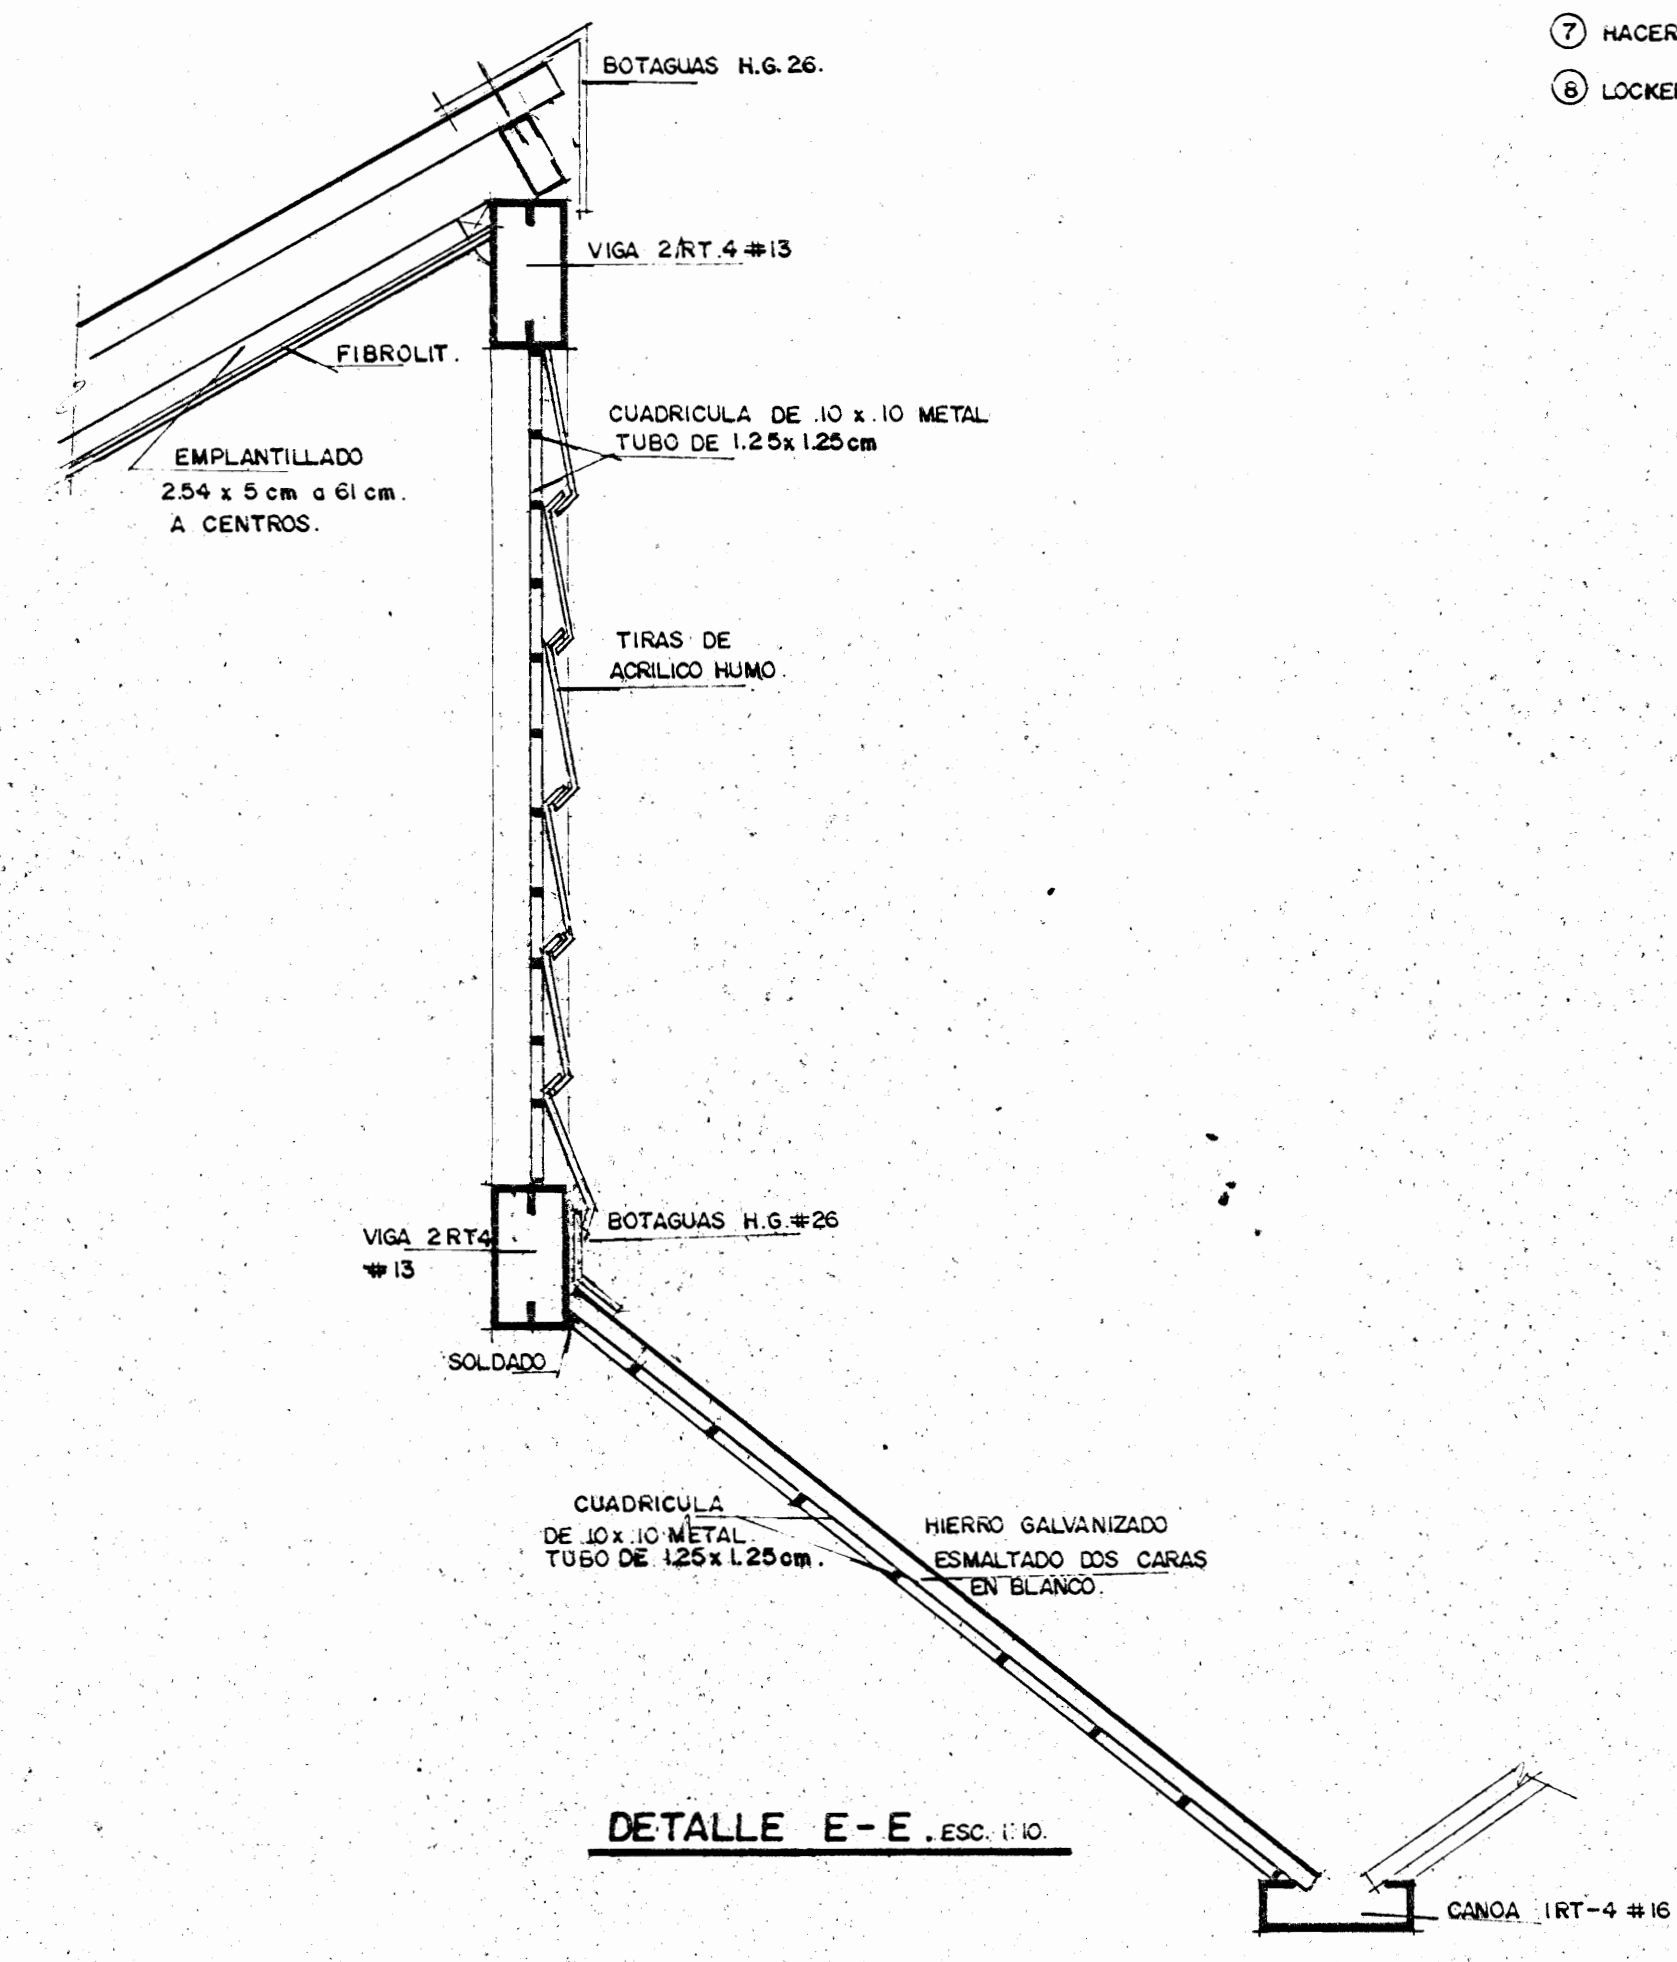 ⑦ HACER
⑧ LOCKE
BOTAGUAS H.G.26.
VIGA 2/RT.4 #13
FIBROLIT.
CUADRICULA DE .10 x .10 METAL
TUBO DE 1.25x1.25cm
EMPLANTILLADO
2.54 x 5 cm a 61 cm.
A CENTROS.
TIRAS DE
ACRILICO HUMO.
BOTAGUAS H.G.#26
VIGA 2RT4
#13
SOLDADO
CUADRICULA
DE .10x.10 METAL.
TUBO DE 1.25x1.25cm.
HIERRO GALVANIZADO
ESMALTADO DOS CARAS
EN BLANCO.
DETALLE E-E. ESC. 1:10.
CANOA 1RT-4 #16